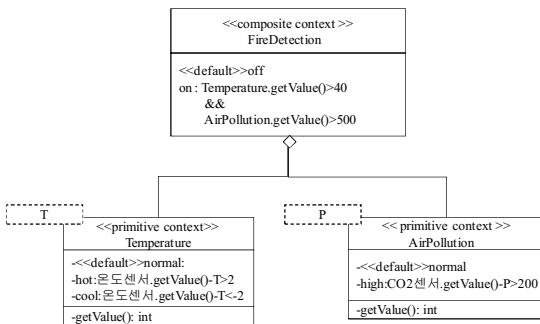 <<composite context >>
FireDetection
<<default>>off
on : Temperature.getValue()>40
&&
AirPollution.getValue()>500
T
<<primitive context>>
Temperature
-<<default>>normal:
-hot:온도센서.getValue()-T>2
-cool:온도센서.getValue()-T<-2
-getValue(): int
P
<< primitive context >>
AirPollution
-<<default>>normal
-high:CO2센서.getValue()-P>200
-getValue(): int